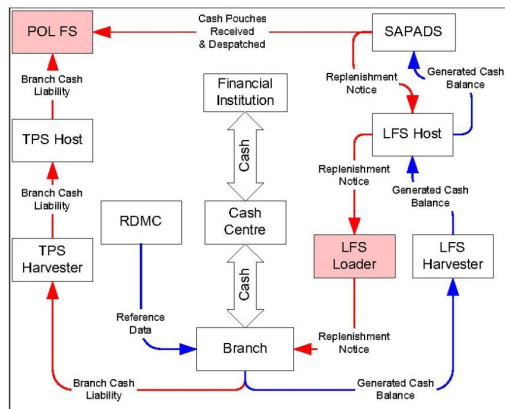 POL FS
Cash Pouches
Received
& Despatched
SAPADS
Branch Cash
Liability
Financial
Institution
Replenishment
Notice
Generated Cash
Balance
TPS Host
Cash
LFS Host
Branch Cash
Liability
Replenishment
Notice
Generated Cash
Balance
RDMC
Cash
Centre
TPS
Harvester
LFS
Loader
LFS
Harvester
Cash
Reference
Data
Branch
Replenishment
Notice
Branch Cash
Liability
Generated Cash
Balance